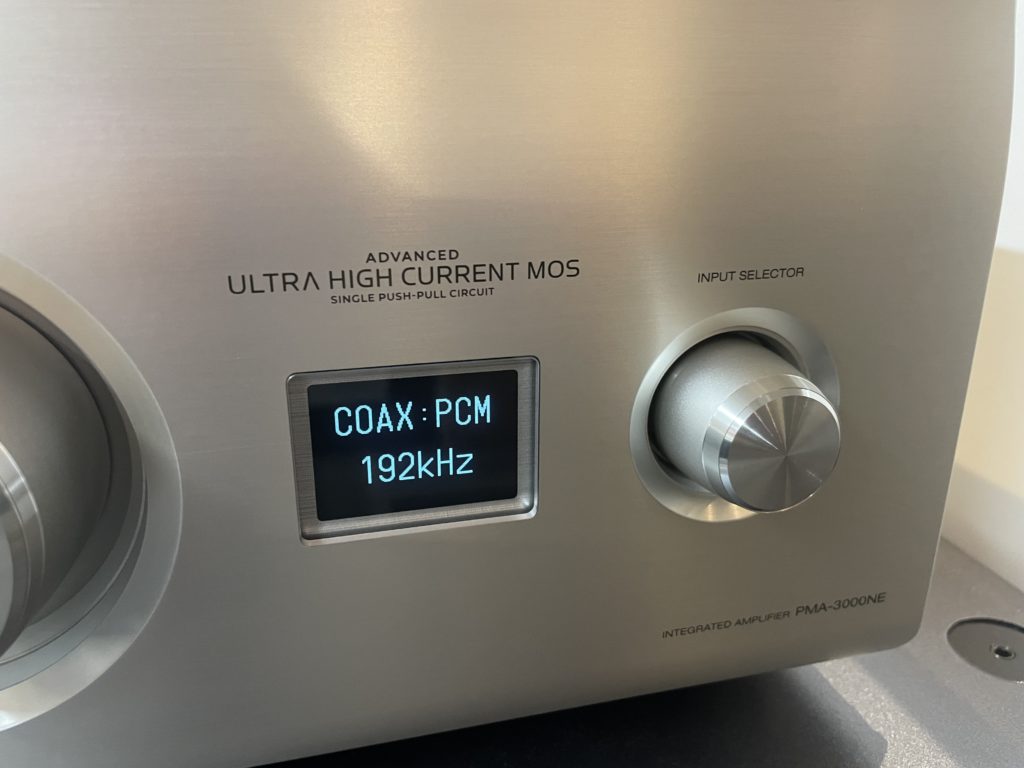 ADVANCED
ULTRA HIGH CURRENT MOS
SINGLE PUSH-PULL CIRCUIT
INPUT SELECTOR
COAX:PCM
192kHz
INTEGRATED AMPLIFIER PMA-3000NE